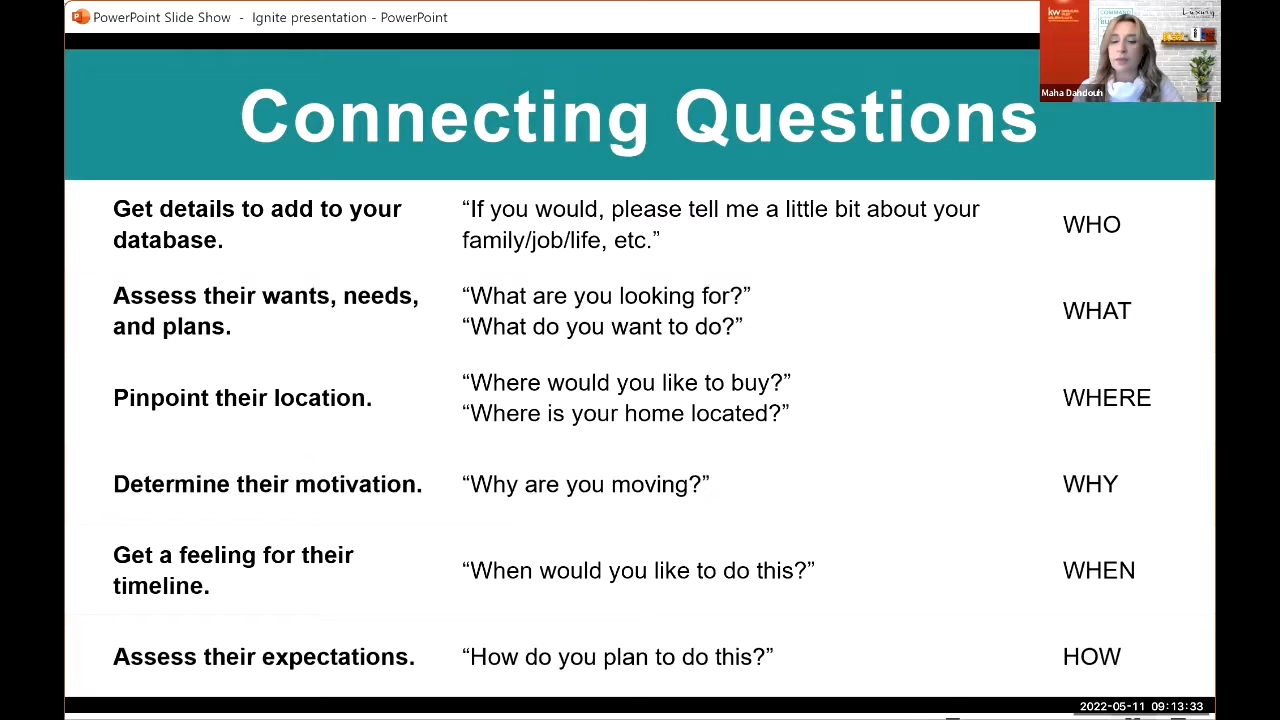 PowerPoint Slide Show - Ignite presentation - PowerPoint
kw
COMMAND
Luxury
Maha Dahdouh
Connecting Questions
Get details to add to your
database.
“If you would, please tell me a little bit about your
family/job/life, etc.”
WHO
Assess their wants, needs,
and plans.
“What are you looking for?”
“What do you want to do?”
WHAT
Pinpoint their location.
“Where would you like to buy?”
“Where is your home located?”
WHERE
Determine their motivation.
“Why are you moving?”
WHY
Get a feeling for their
timeline.
“When would you like to do this?”
WHEN
Assess their expectations.
“How do you plan to do this?”
HOW
2022-05-11 09:13:33